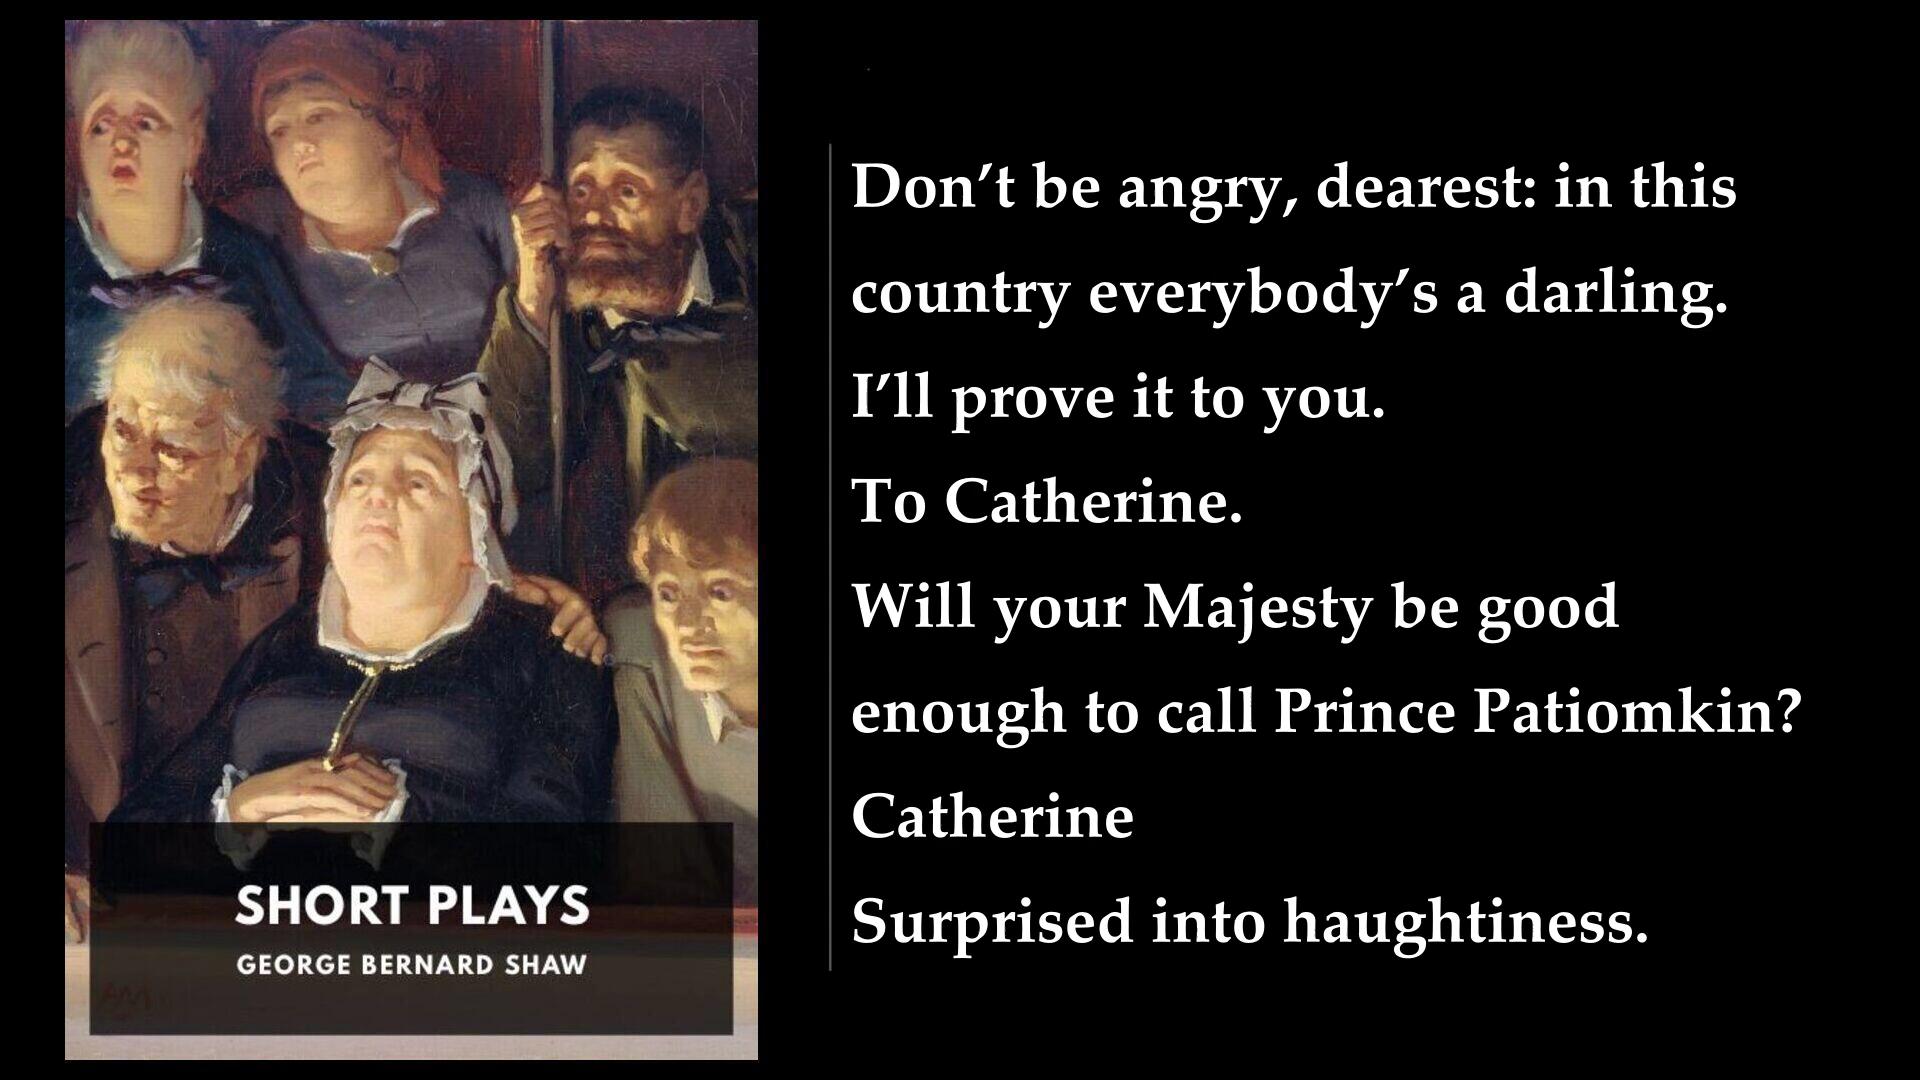 SHORT PLAYS
GEORGE BERNARD SHAW
Don’t be angry, dearest: in this
country everybody’s a darling.
I’ll prove it to you.
To Catherine.
Will your Majesty be good
enough to call Prince Patiomkin?
Catherine
Surprised into haughtiness.